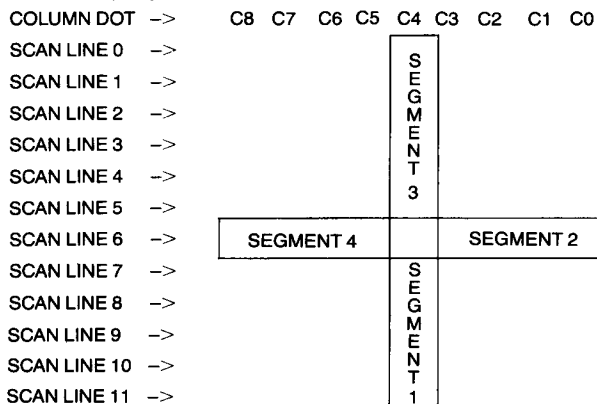 COLUMN DOT -> C8 C7 C6 C5 C4 C3 C2 C1 C0
SCAN LINE 0 ->
SCAN LINE 1 ->
SCAN LINE 2 ->
SCAN LINE 3 ->
SCAN LINE 4 ->
SCAN LINE 5 ->
SEGMENT 3
SCAN LINE 6 -> SEGMENT 4 SEGMENT 2
SCAN LINE 7 ->
SCAN LINE 8 ->
SCAN LINE 9 ->
SCAN LINE 10 ->
SCAN LINE 11 ->
SEGMENT 1